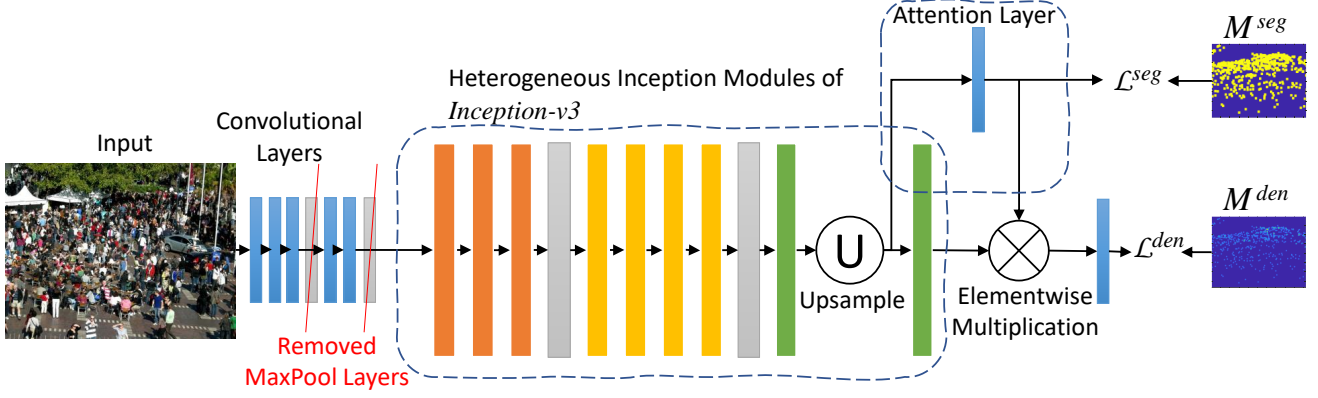 Attention Layer
M^seg
Heterogeneous Inception Modules of
Inception-v3
ℒ^seg
Convolutional
Layers
Input
M^den
U
ℒ^den
Upsample
Elementwise
Multiplication
Removed
MaxPool Layers